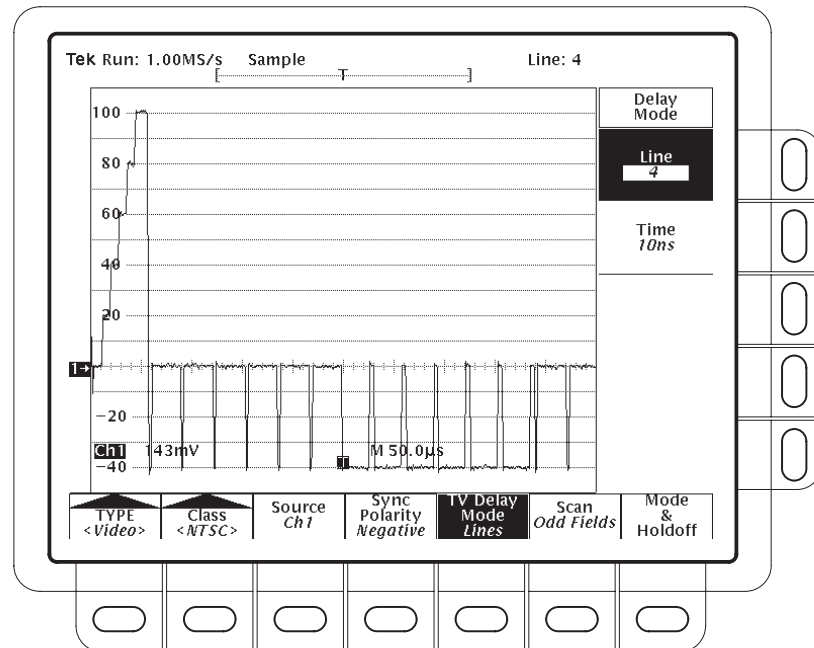 Tek Run: 1.00MS/s Sample Line: 4
[ T ]
Delay
Mode
100
Line
4
80
Time
10ns
60
40
20
1→
-20
Ch1 143mV M 50.0µs
-40
T
TYPE
<Video>
Class
<NTSC>
Source
Ch1
Sync
Polarity
Negative
TV Delay
Mode
Lines
Scan
Odd Fields
Mode
&
Holdoff